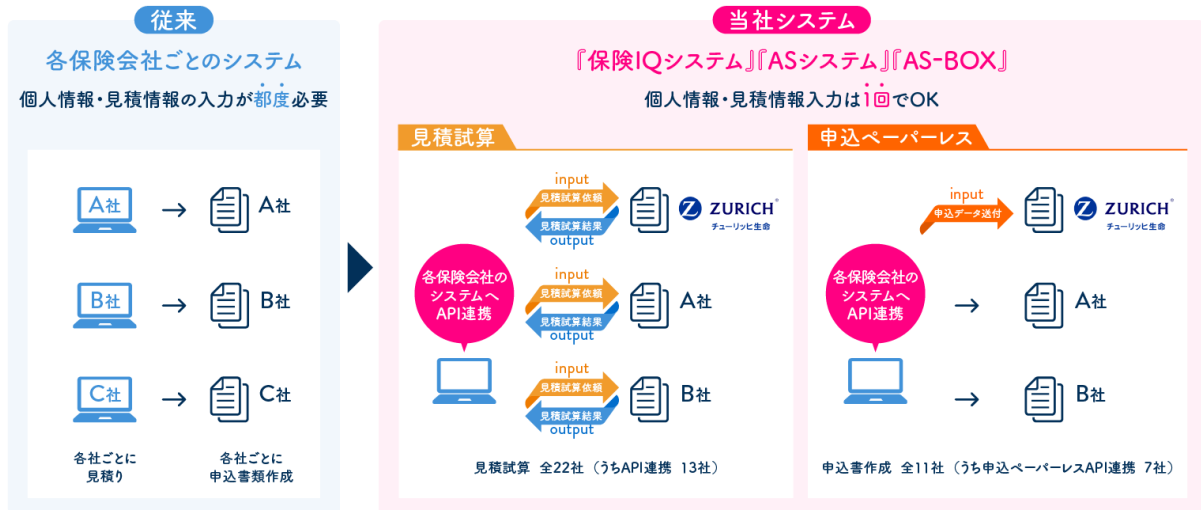 従来
各保険会社ごとのシステム
個人情報・見積情報の入力が都度必要
A社
A社
B社
B社
C社
C社
各社ごとに
見積り
各社ごとに
申込書類作成
当社システム
『保険IQシステム』『ASシステム』『AS-BOX』
個人情報・見積情報入力は1回でOK
見積試算
input
見積試算依頼
見積試算結果
output
Z ZURICH®
チューリッヒ生命
各保険会社の
システムへ
API連携
input
見積試算依頼
見積試算結果
output
A社
input
見積試算依頼
見積試算結果
output
B社
見積試算 全22社（うちAPI連携 13社）
申込ペーパーレス
input
申込データ送付
Z ZURICH®
チューリッヒ生命
各保険会社の
システムへ
API連携
A社
B社
申込書作成 全11社（うち申込ペーパーレスAPI連携 7社）